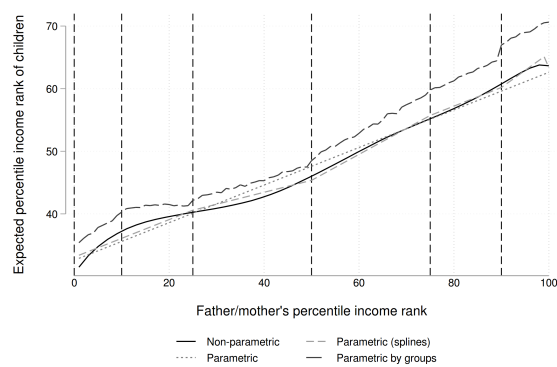 Expected percentile income rank of children
70
60
50
40
0
20
40
60
80
100
Father/mother's percentile income rank
Non-parametric
Parametric (splines)
Parametric
Parametric by groups